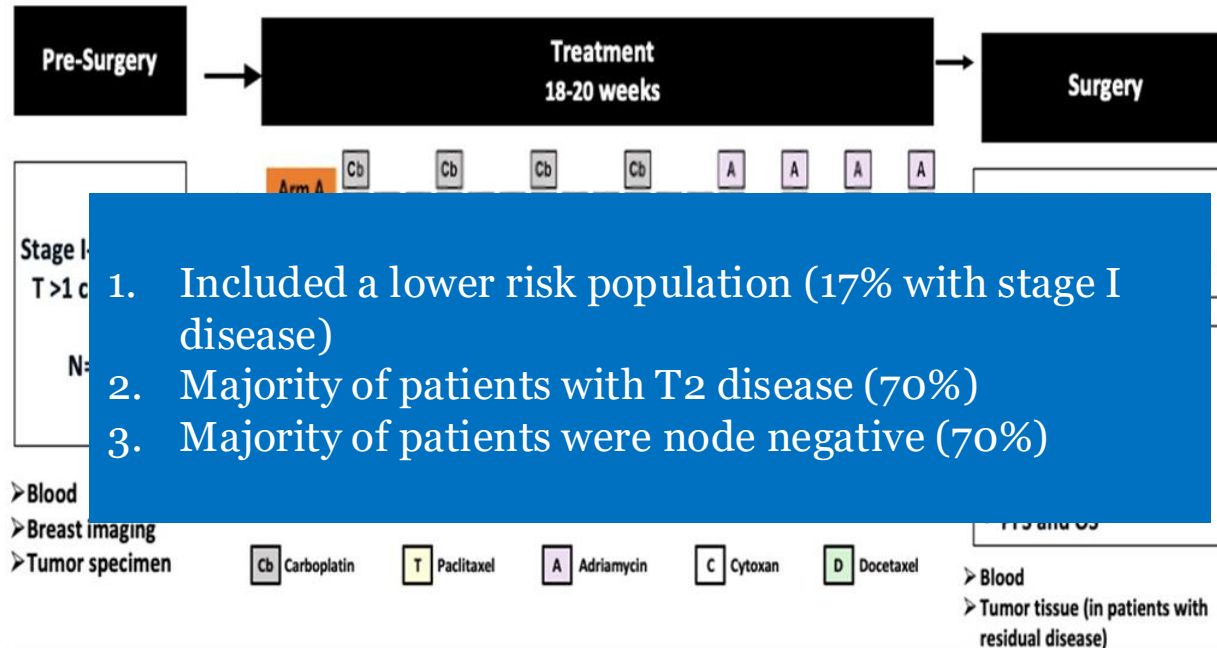 Pre-Surgery
Treatment
18-20 weeks
Surgery
Cb Cb Cb Cb A A A A
Arm A
Stage I-
T >1 c
N=
1. Included a lower risk population (17% with stage I
disease)
2. Majority of patients with T2 disease (70%)
3. Majority of patients were node negative (70%)
➢Blood
➢Breast imaging
➢Tumor specimen
Cb Carboplatin T Paclitaxel A Adriamycin C Cytoxan D Docetaxel
➢Blood
➢Tumor tissue (in patients with
residual disease)